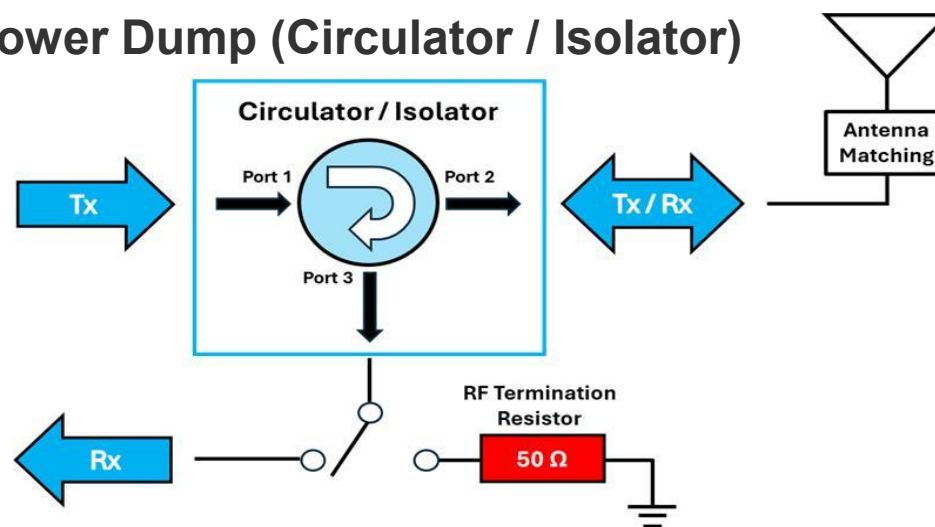 ower Dump (Circulator / Isolator)
Circulator / Isolator
Antenna
Matching
Port 1
Port 2
Tx
Tx / Rx
Port 3
RF Termination
Resistor
Rx
50 Ω